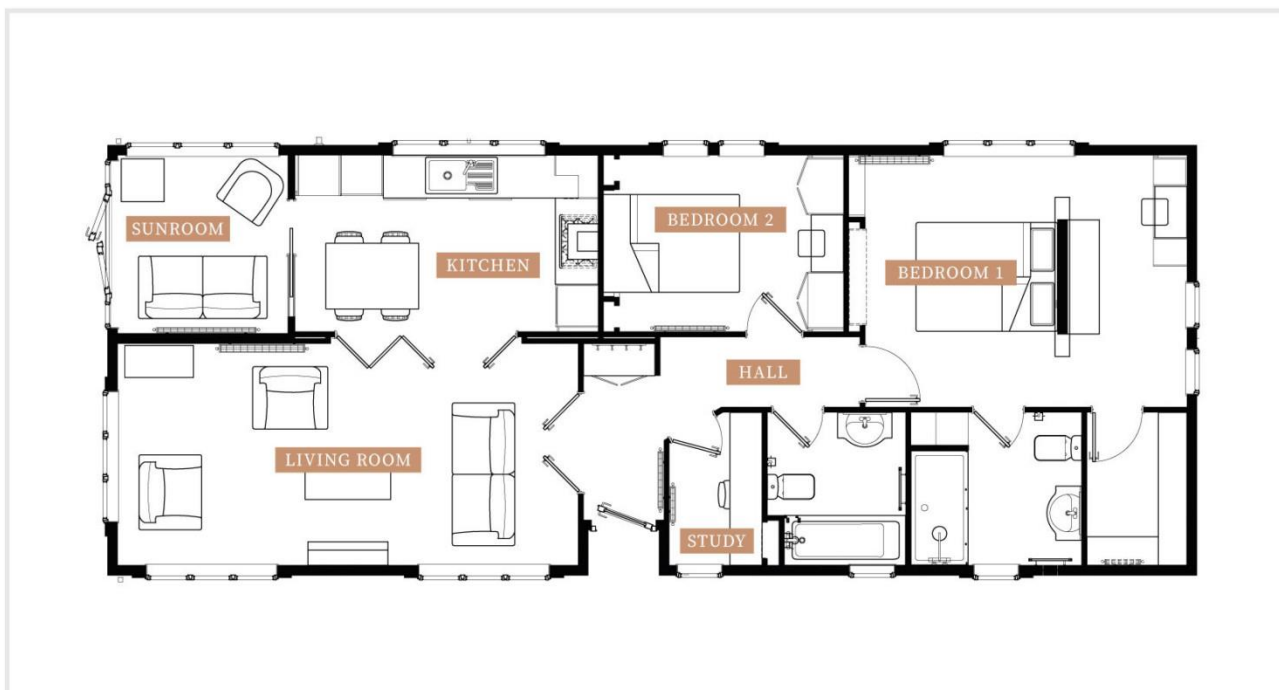 SUNROOM
BEDROOM 2
KITCHEN
BEDROOM 1
HALL
LIVING ROOM
STUDY